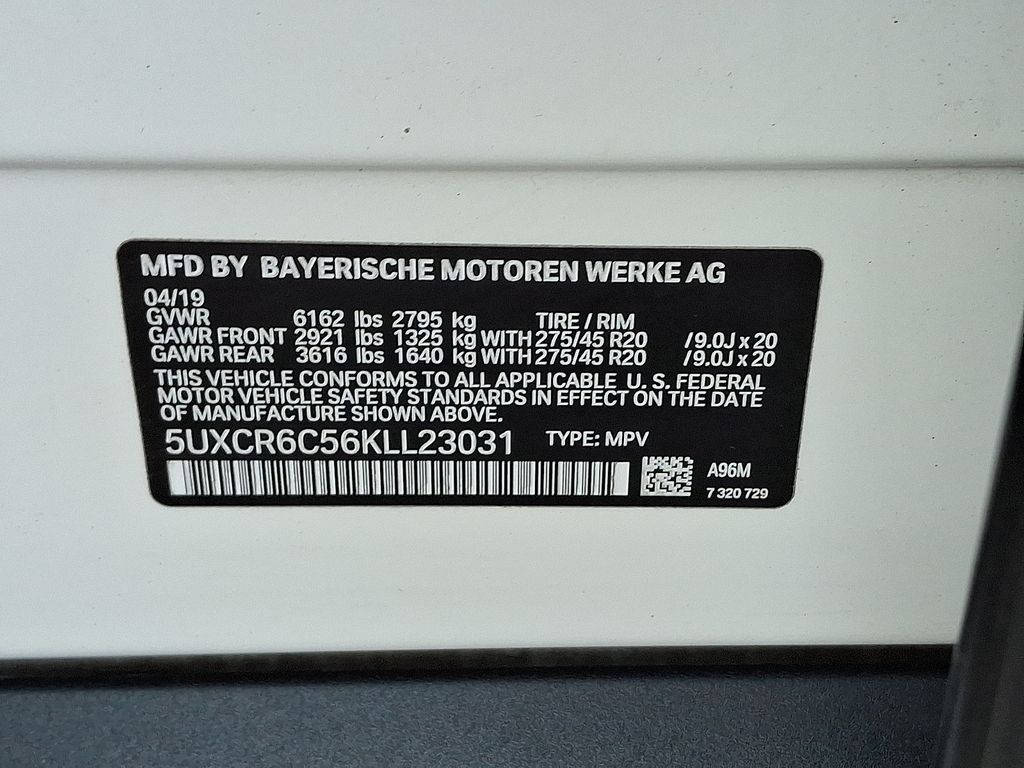 MFD BY BAYERISCHE MOTOREN WERKE AG
04/19
GVWR 6162 lbs 2795 kg TIRE / RIM
GAWR FRONT 2921 lbs 1325 kg WITH 275/45 R20 /9.0J x 20
GAWR REAR 3616 lbs 1640 kg WITH 275/45 R20 /9.0J x 20
THIS VEHICLE CONFORMS TO ALL APPLICABLE U. S. FEDERAL
MOTOR VEHICLE SAFETY STANDARDS IN EFFECT ON THE DATE
OF MANUFACTURE SHOWN ABOVE.
5UXCR6C56KLL23031 TYPE: MPV
A96M
7 320 729